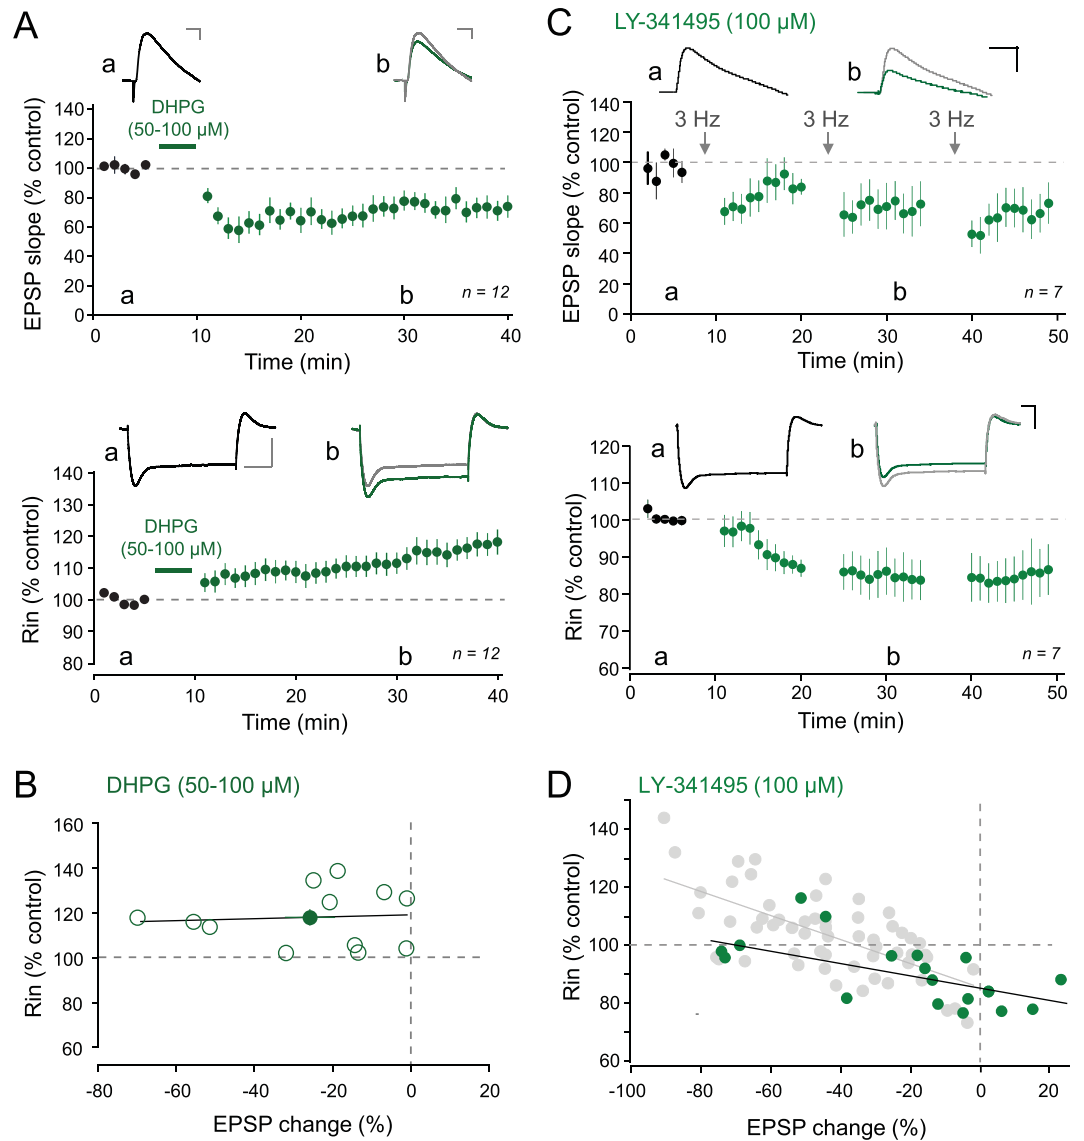 A
a
b
DHPG
(50-100 µM)
EPSP slope (% control)
140
120
100
80
60
40
20
0
a
b
n = 12
0
10
20
30
40
Time (min)
a
b
DHPG
(50-100 µM)
Rin (% control)
140
130
120
110
100
90
80
a
b
n = 12
0
10
20
30
40
Time (min)
B
DHPG (50-100 µM)
Rin (% control)
160
140
120
100
80
60
-80
-60
-40
-20
0
20
EPSP change (%)
C
LY-341495 (100 µM)
a
b
3 Hz
3 Hz
3 Hz
EPSP slope (% control)
140
120
100
80
60
40
20
0
a
b
n = 7
0
10
20
30
40
50
Time (min)
a
b
Rin (% control)
120
110
100
90
80
70
60
a
b
n = 7
0
10
20
30
40
50
Time (min)
D
LY-341495 (100 µM)
Rin (% control)
140
120
100
80
60
-100
-80
-60
-40
-20
0
20
EPSP change (%)